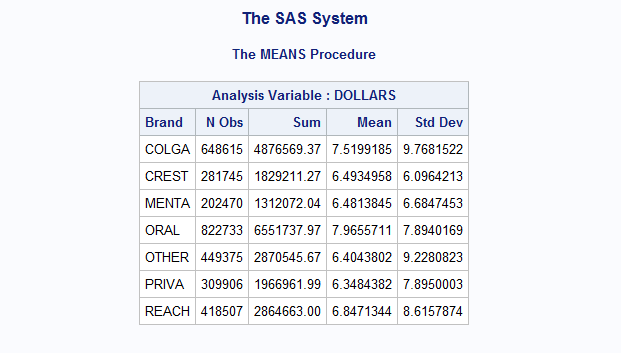 The SAS System
The MEANS Procedure
Analysis Variable : DOLLARS
Brand N Obs Sum Mean Std Dev
COLGA 648615 4876569.37 7.5199185 9.7681522
CREST 281745 1829211.27 6.4934958 6.0964213
MENTA 202470 1312072.04 6.4813845 6.6847453
ORAL 822733 6551737.97 7.9655711 7.8940169
OTHER 449375 2870545.67 6.4043802 9.2280823
PRIVA 309906 1966961.99 6.3484382 7.8950003
REACH 418507 2864663.00 6.8471344 8.6157874